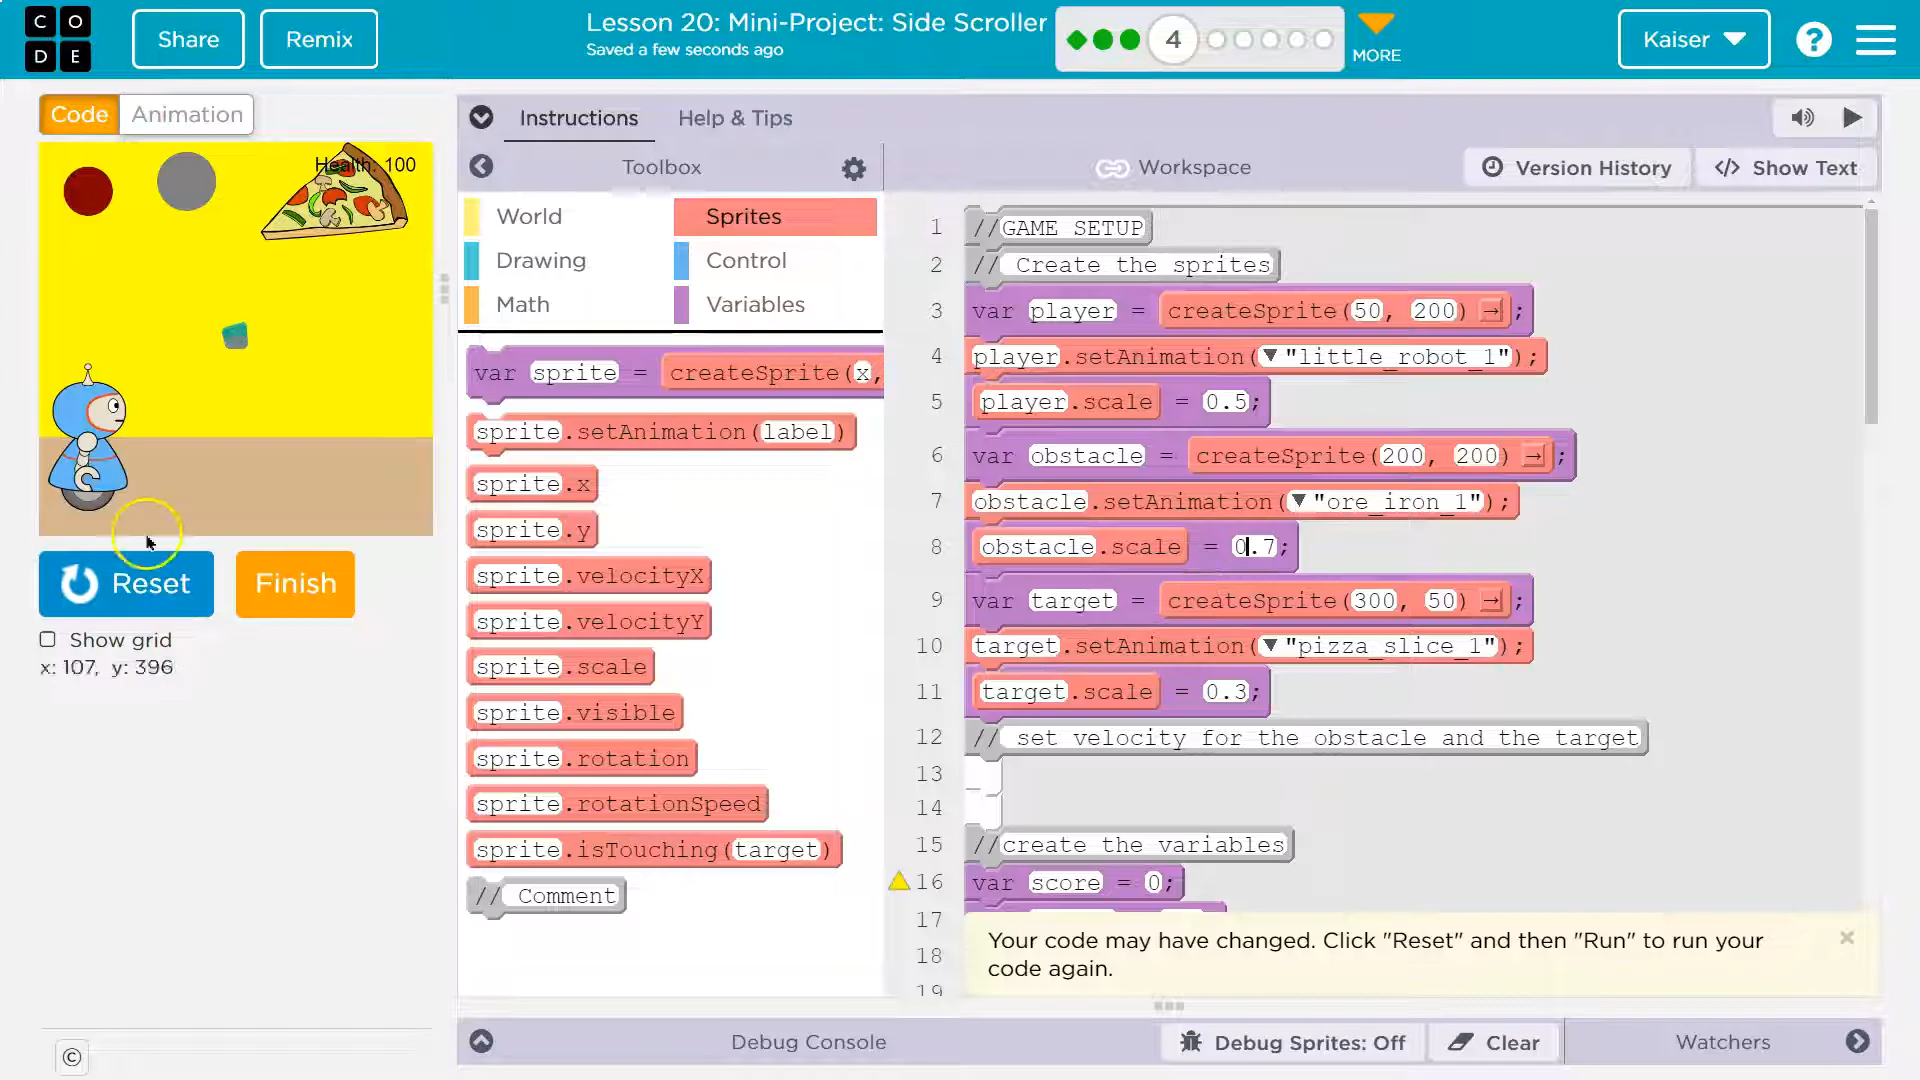 C O
D E
Share
Remix
Lesson 20: Mini-Project: Side Scroller
Saved a few seconds ago
4
MORE
Kaiser
?
Code
Animation
Health: 100
Reset
Finish
Show grid
x: 107, y: 396
©
Instructions
Help & Tips
Toolbox
World
Sprites
Drawing
Control
Math
Variables
var sprite = createSprite(x,
sprite.setAnimation(label)
sprite.x
sprite.y
sprite.velocityX
sprite.velocityY
sprite.scale
sprite.visible
sprite.rotation
sprite.rotationSpeed
sprite.isTouching(target)
// Comment
Workspace
Version History
</> Show Text
1 //GAME SETUP
2 // Create the sprites
3 var player = createSprite(50, 200) → ;
4 player.setAnimation(▼"little_robot_1");
5 player.scale = 0.5;
6 var obstacle = createSprite(200, 200) → ;
7 obstacle.setAnimation(▼"ore_iron_1");
8 obstacle.scale = 0.7;
9 var target = createSprite(300, 50) → ;
10 target.setAnimation(▼"pizza_slice_1");
11 target.scale = 0.3;
12 // set velocity for the obstacle and the target
13
14
15 //create the variables
16 var score = 0;
17
18
19
Your code may have changed. Click "Reset" and then "Run" to run your
code again.
×
Debug Console
Debug Sprites: Off
Clear
Watchers